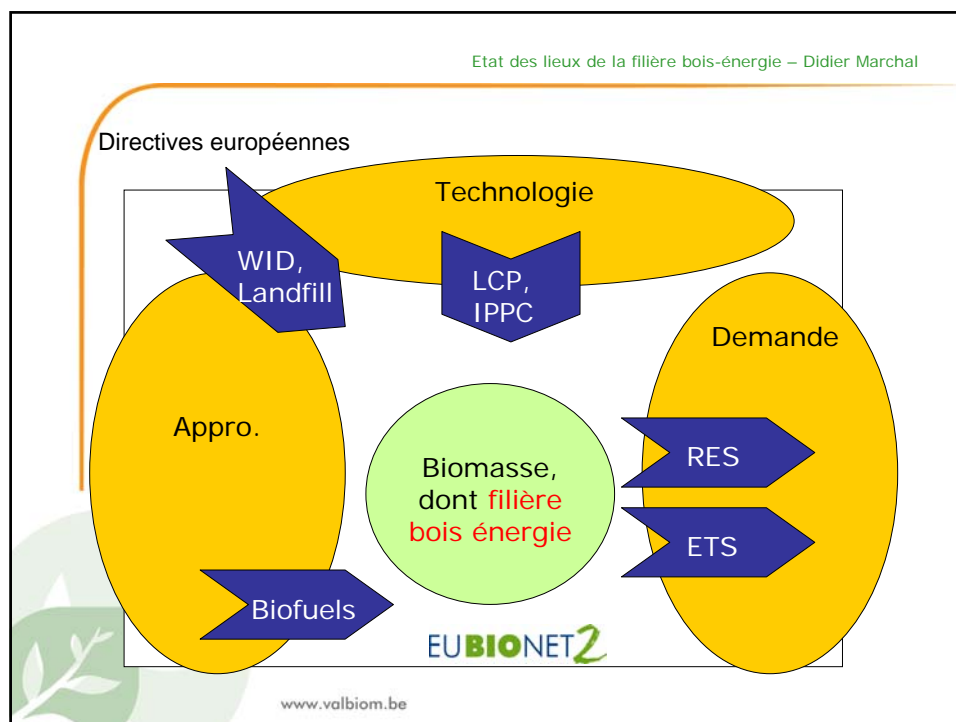 Etat des lieux de la filière bois-énergie – Didier Marchal
Directives européennes
Technologie
WID,
Landfill
LCP,
IPPC
Demande
Appro.
Biomasse,
dont filière
bois énergie
RES
ETS
Biofuels
EUBIONET2
www.valbiom.be